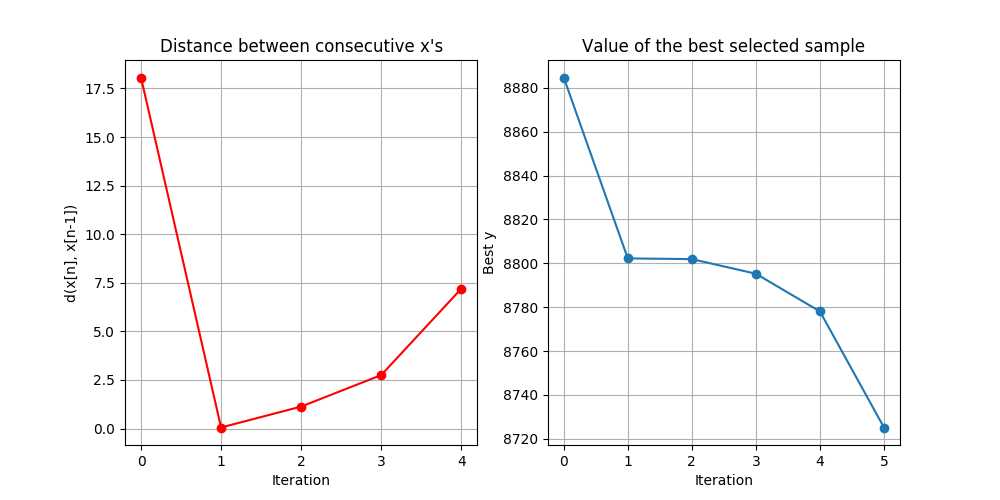 Distance between consecutive x's
17.5
15.0
12.5
10.0
7.5
5.0
2.5
0.0
d(x[n], x[n-1])
0 1 2 3 4
Iteration
Value of the best selected sample
8880
8860
8840
8820
8800
8780
8760
8740
8720
Best y
0 1 2 3 4 5
Iteration